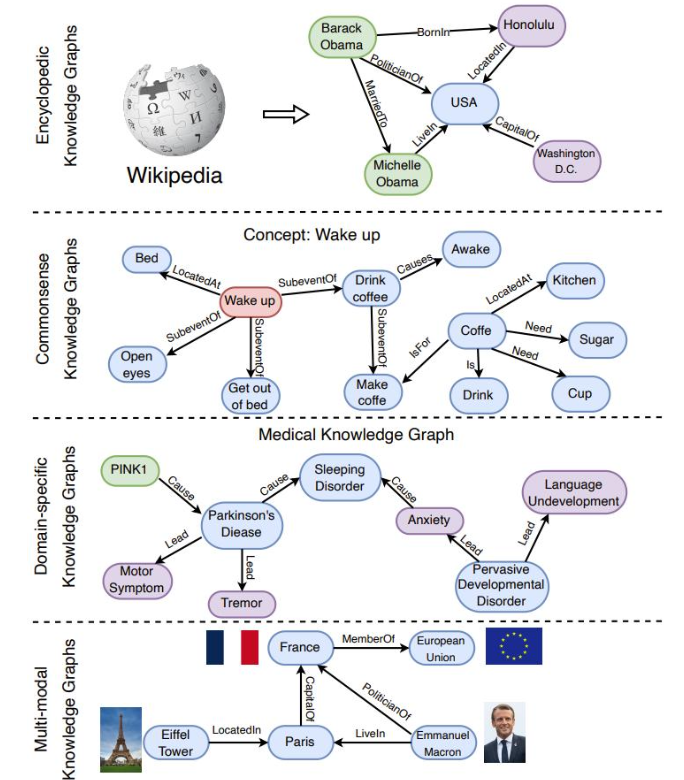 Encyclopedic
Knowledge Graphs
Ω W
维 И 7
Wikipedia
Barack
Obama
BornIn
Honolulu
PoliticianOf
LocatedIn
MarriedTo
USA
LiveIn
CapitalOf
Michelle
Obama
Washington
D.C.
Commonsense
Knowledge Graphs
Concept: Wake up
Bed
LocatedAt
Wake up
SubeventOf
Drink
coffee
Causes
Awake
SubeventOf
Open
eyes
SubeventOf
Get out
of bed
SubeventOf
Make
coffe
IsFor
Coffe
LocatedAt
Kitchen
Need
Sugar
Need
Cup
Is
Drink
Domain-specific
Knowledge Graphs
Medical Knowledge Graph
PINK1
Cause
Parkinson's
Diease
Cause
Sleeping
Disorder
Cause
Anxiety
Language
Undevelopment
Lead
Motor
Symptom
Lead
Tremor
Lead
Lead
Pervasive
Developmental
Disorder
Multi-modal
Knowledge Graphs
France
MemberOf
European
Union
CapitalOf
PoliticianOf
Eiffel
Tower
LocatedIn
Paris
LiveIn
Emmanuel
Macron